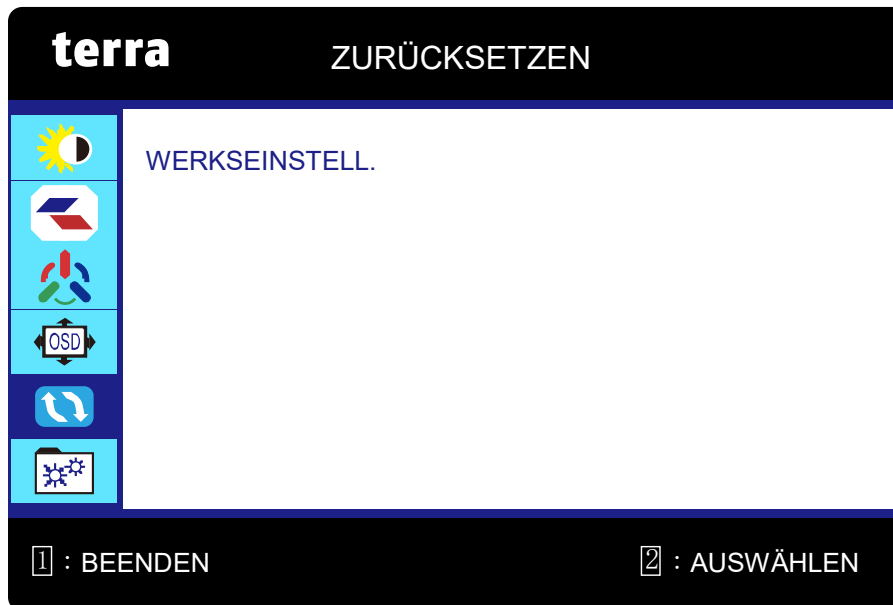 terra
ZURÜCKSETZEN
WERKSEINSTELL.
OSD
1 : BEENDEN
2 : AUSWÄHLEN